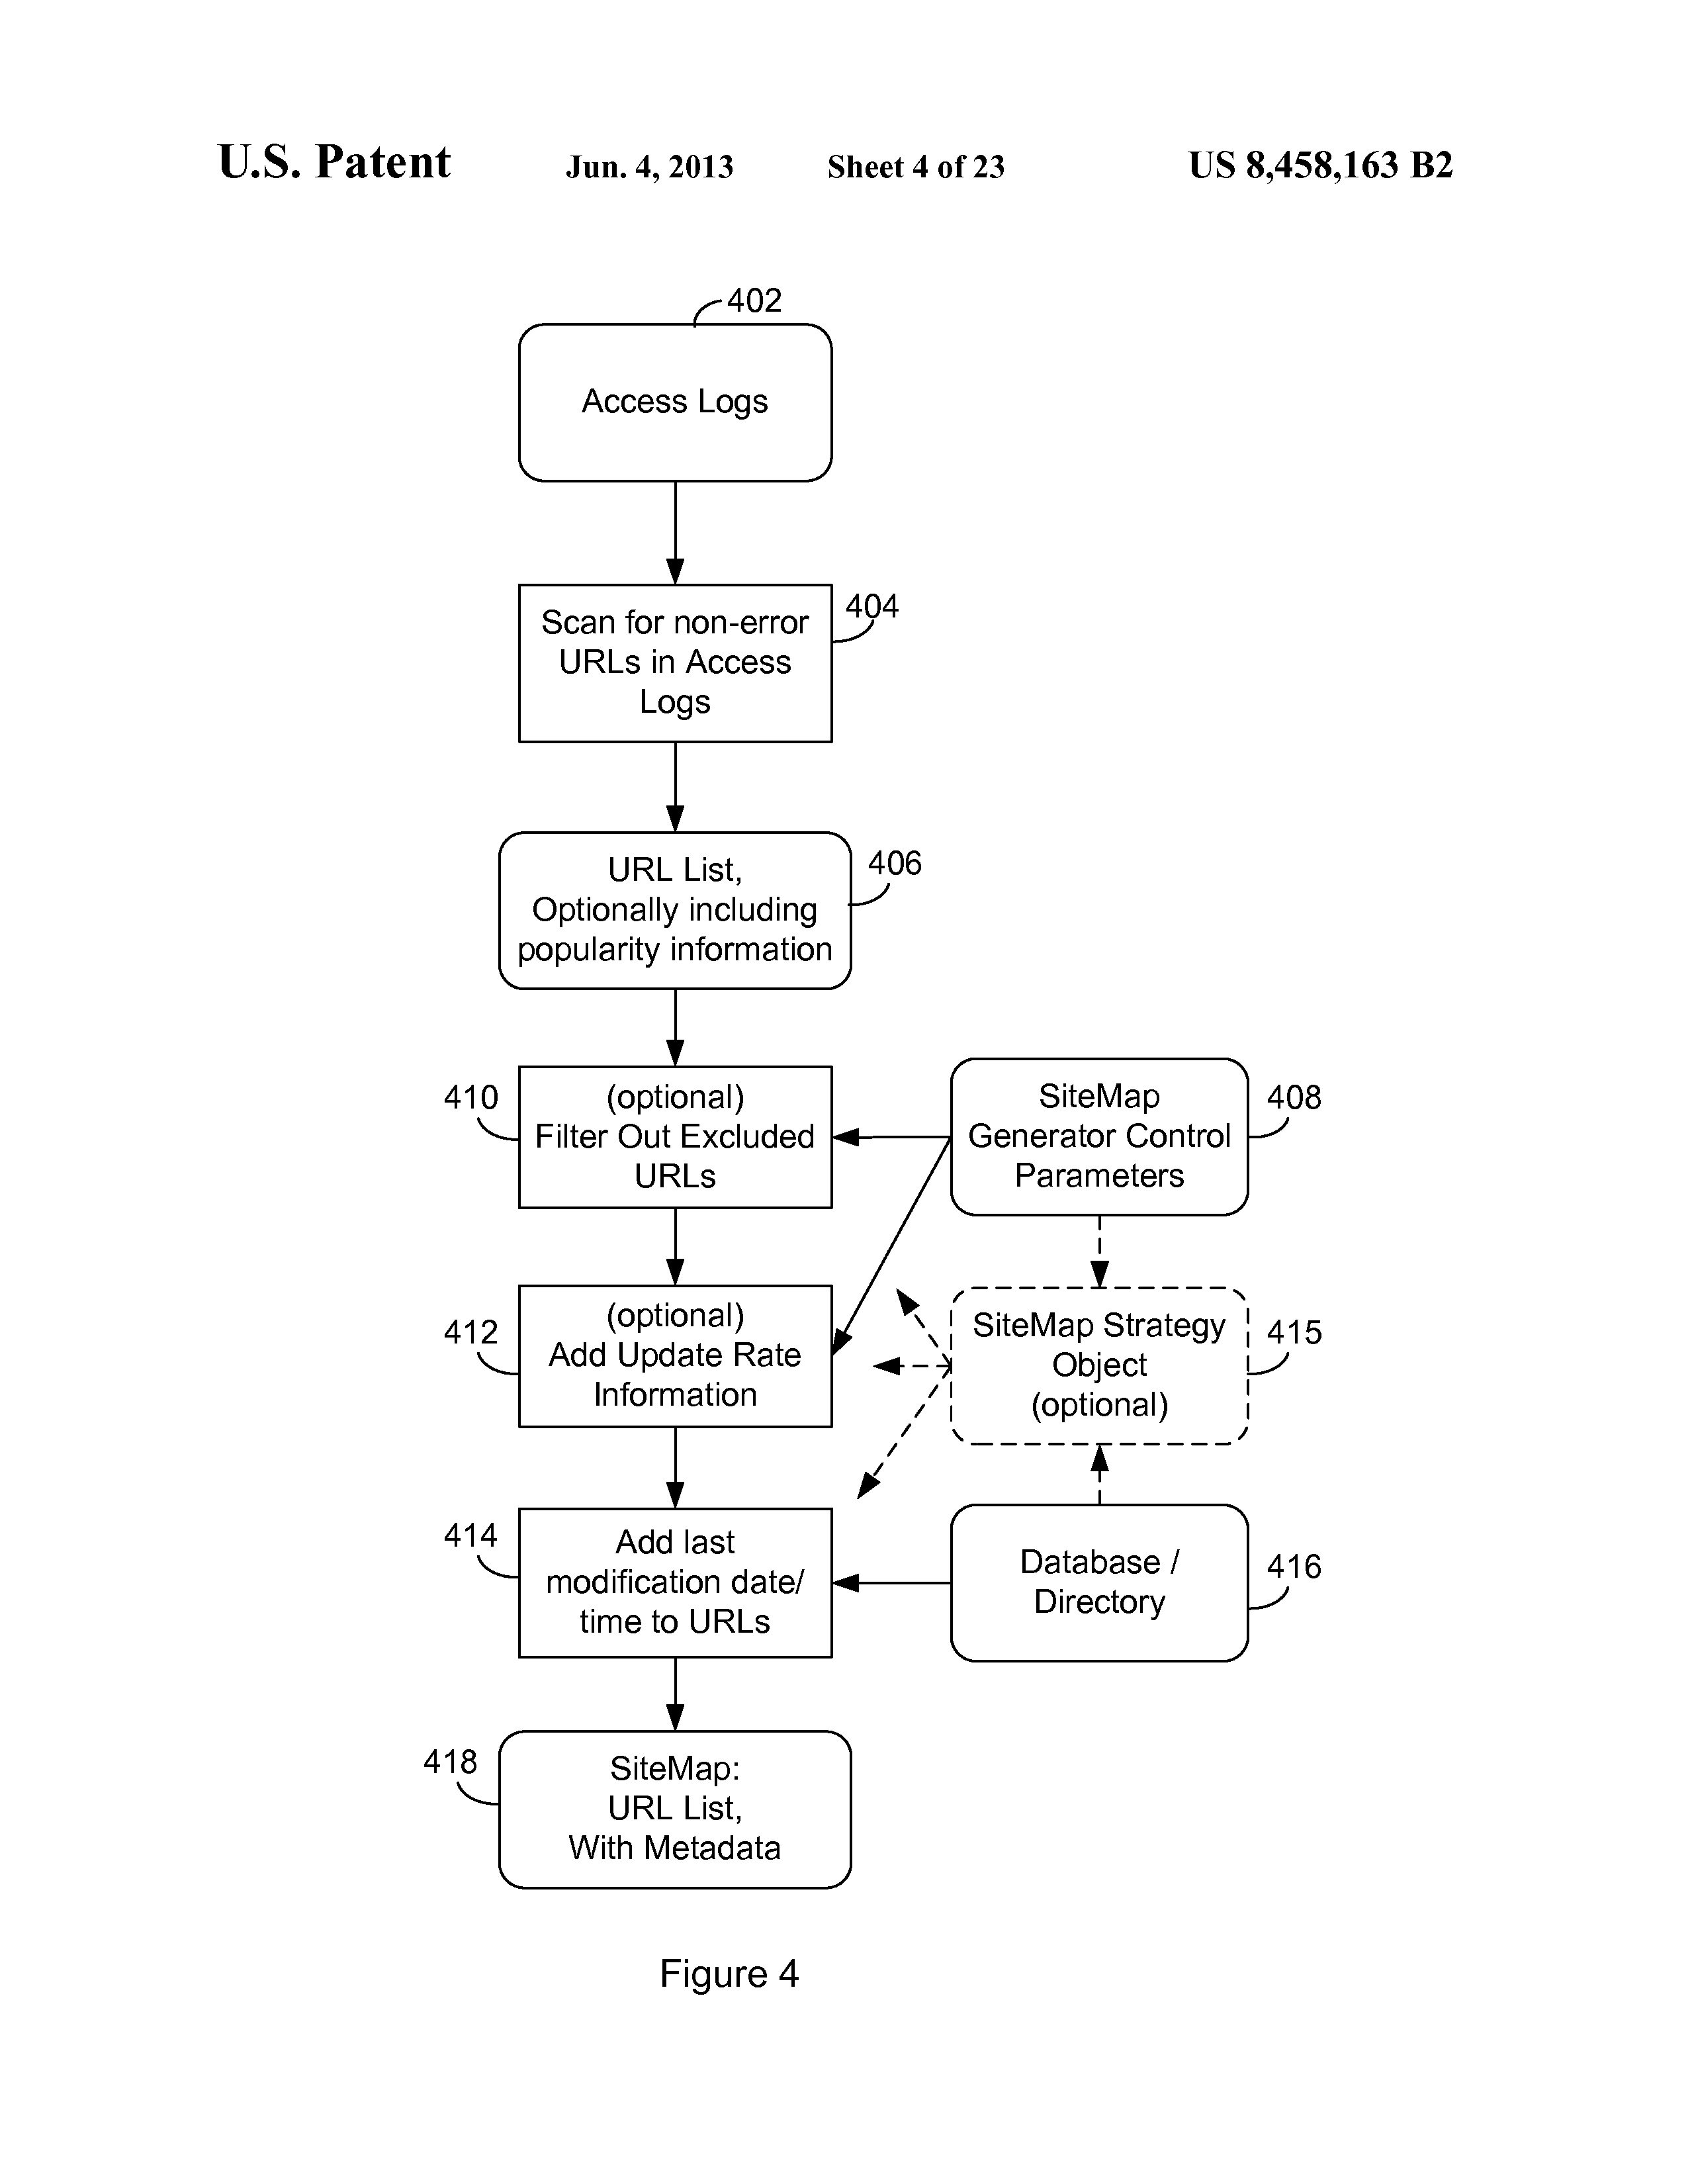 U.S. Patent Jun. 4, 2013 Sheet 4 of 23 US 8,458,163 B2
402
Access Logs
404
Scan for non-error
URLs in Access
Logs
406
URL List,
Optionally including
popularity information
410
(optional)
Filter Out Excluded
URLs
408
SiteMap
Generator Control
Parameters
412
(optional)
Add Update Rate
Information
415
SiteMap Strategy
Object
(optional)
414
Add last
modification date/
time to URLs
416
Database /
Directory
418
SiteMap:
URL List,
With Metadata
Figure 4